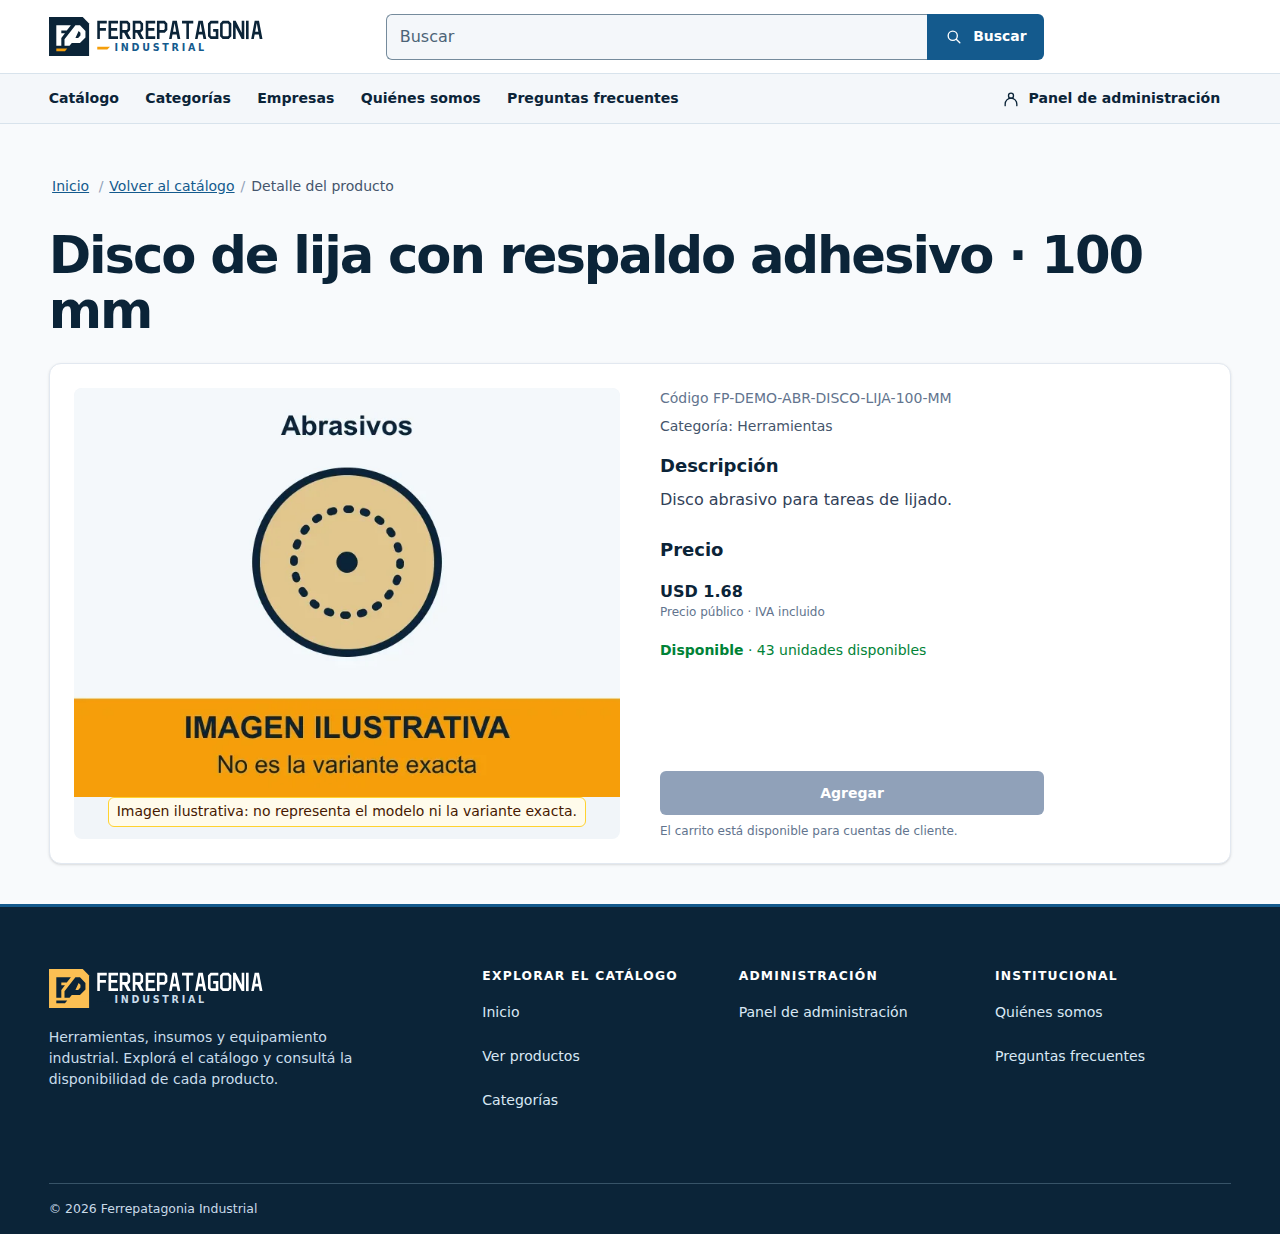 FERREPATAGONIA
INDUSTRIAL
Buscar
Buscar
Catálogo
Categorías
Empresas
Quiénes somos
Preguntas frecuentes
Panel de administración
Inicio / Volver al catálogo / Detalle del producto
Disco de lija con respaldo adhesivo · 100
mm
Abrasivos
IMAGEN ILUSTRATIVA
No es la variante exacta
Imagen ilustrativa: no representa el modelo ni la variante exacta.
Código FP-DEMO-ABR-DISCO-LIJA-100-MM
Categoría: Herramientas
Descripción
Disco abrasivo para tareas de lijado.
Precio
USD 1.68
Precio público · IVA incluido
Disponible · 43 unidades disponibles
Agregar
El carrito está disponible para cuentas de cliente.
FERREPATAGONIA
INDUSTRIAL
Herramientas, insumos y equipamiento
industrial. Explorá el catálogo y consultá la
disponibilidad de cada producto.
EXPLORAR EL CATÁLOGO
Inicio
Ver productos
Categorías
ADMINISTRACIÓN
Panel de administración
INSTITUCIONAL
Quiénes somos
Preguntas frecuentes
© 2026 Ferrepatagonia Industrial